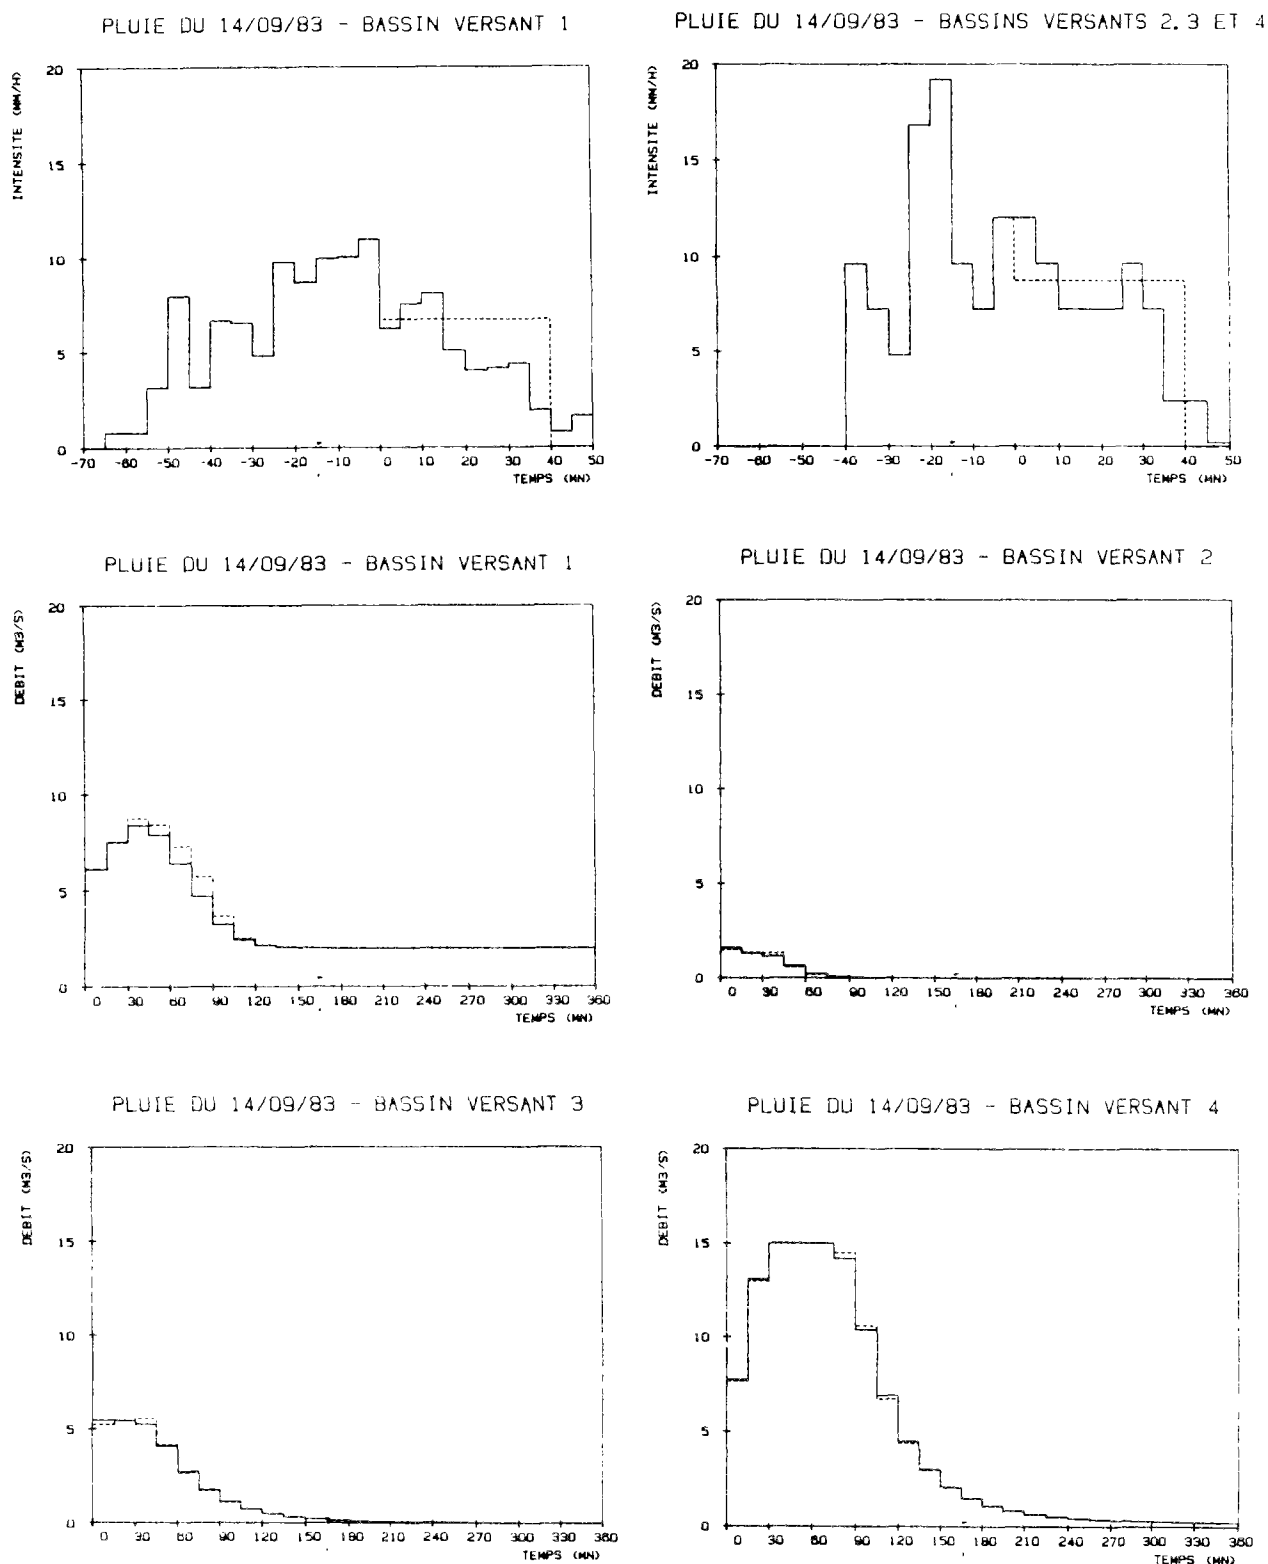 PLUIE DU 14/09/83 - BASSIN VERSANT 1
INTENSITE (MM/H)
20
15
10
5
0
-70 -60 -50 -40 -30 -20 -10 0 10 20 30 40 50
TEMPS (MN)
PLUIE DU 14/09/83 - BASSINS VERSANTS 2.3 ET 4
INTENSITE (MM/H)
20
15
10
5
0
-70 -60 -50 -40 -30 -20 -10 0 10 20 30 40 50
TEMPS (MN)
PLUIE DU 14/09/83 - BASSIN VERSANT 1
DEBIT (M3/S)
20
15
10
5
0
0 30 60 90 120 150 180 210 240 270 300 330 360
TEMPS (MN)
PLUIE DU 14/09/83 - BASSIN VERSANT 2
DEBIT (M3/S)
20
15
10
5
0
0 30 60 90 120 150 180 210 240 270 300 330 360
TEMPS (MN)
PLUIE DU 14/09/83 - BASSIN VERSANT 3
DEBIT (M3/S)
20
15
10
5
0
0 30 60 90 120 150 180 210 240 270 300 330 360
TEMPS (MN)
PLUIE DU 14/09/83 - BASSIN VERSANT 4
DEBIT (M3/S)
20
15
10
5
0
0 30 60 90 120 150 180 210 240 270 300 330 360
TEMPS (MN)